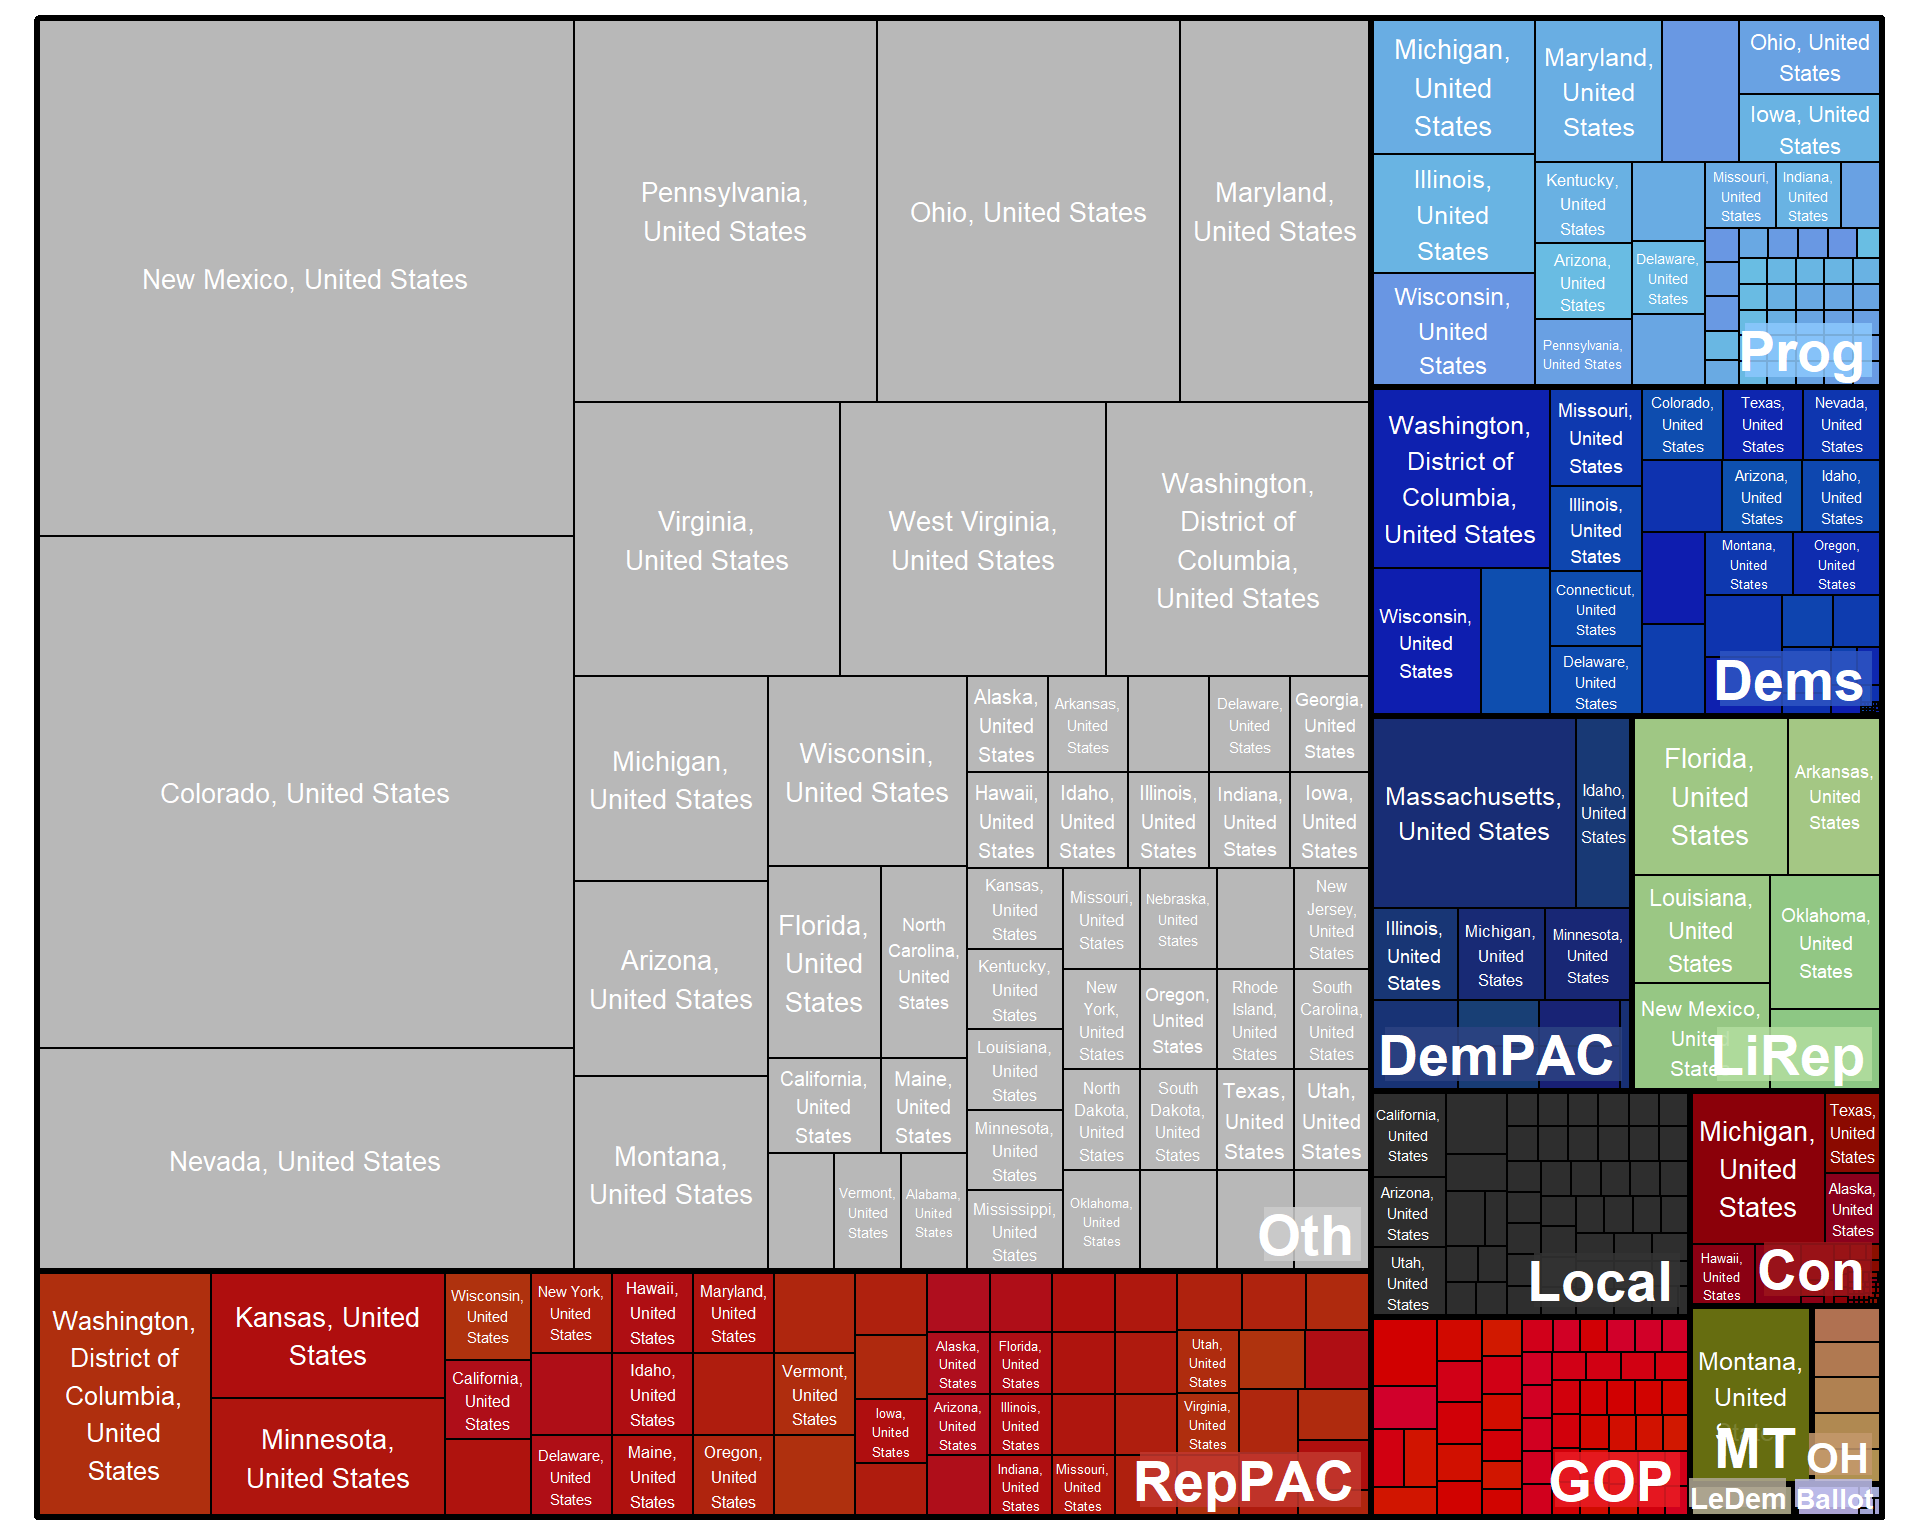 New Mexico, United States
Colorado, United States
Nevada, United States
Pennsylvania,
United States
Ohio, United States
Maryland,
United States
Virginia,
United States
West Virginia,
United States
Washington,
District of
Columbia,
United States
Michigan,
United States
Arizona,
United States
Montana,
United States
Wisconsin,
United States
Florida,
United
States
North
Carolina,
United
States
California,
United
States
Maine,
United
States
Vermont,
United
States
Alabama,
United
States
Alaska,
United
States
Arkansas,
United
States
Delaware,
United
States
Georgia,
United
States
Hawaii,
United
States
Idaho,
United
States
Illinois,
United
States
Indiana,
United
States
Iowa,
United
States
Kansas,
United
States
Kentucky,
United
States
Louisiana,
United
States
Minnesota,
United
States
Mississippi,
United
States
Missouri,
United
States
Nebraska,
United
States
New
Jersey,
United
States
New
York,
United
States
Oregon,
United
States
Rhode
Island,
United
States
South
Carolina,
United
States
North
Dakota,
United
States
South
Dakota,
United
States
Texas,
United
States
Utah,
United
States
Oklahoma,
United
States
Oth
Michigan,
United
States
Illinois,
United
States
Wisconsin,
United
States
Maryland,
United
States
Ohio, United
States
Iowa, United
States
Kentucky,
United
States
Arizona,
United
States
Pennsylvania,
United States
Delaware,
United
States
Missouri,
United
States
Indiana,
United
States
Prog
Washington,
District of
Columbia,
United States
Wisconsin,
United
States
Missouri,
United
States
Illinois,
United
States
Connecticut,
United
States
Delaware,
United
States
Colorado,
United
States
Texas,
United
States
Nevada,
United
States
Arizona,
United
States
Idaho,
United
States
Montana,
United
States
Oregon,
United
States
Dems
Massachusetts,
United States
Idaho,
United
States
Illinois,
United
States
Michigan,
United
States
Minnesota,
United
States
DemPAC
Florida,
United
States
Arkansas,
United
States
Louisiana,
United
States
Oklahoma,
United
States
New Mexico,
United
States
LiRep
California,
United
States
Arizona,
United
States
Utah,
United
States
Local
Michigan,
United
States
Texas,
United
States
Alaska,
United
States
Hawaii,
United
States
Con
Washington,
District of
Columbia,
United
States
Kansas, United
States
Minnesota,
United States
Wisconsin,
United
States
California,
United
States
New York,
United
States
Delaware,
United
States
Hawaii,
United
States
Idaho,
United
States
Maine,
United
States
Maryland,
United
States
Oregon,
United
States
Vermont,
United
States
Iowa,
United
States
Alaska,
United
States
Arizona,
United
States
Florida,
United
States
Illinois,
United
States
Indiana,
United
States
Missouri,
United
States
Utah,
United
States
Virginia,
United
States
RepPAC
GOP
Montana,
United
States
MT
OH
LeDem
Ballot